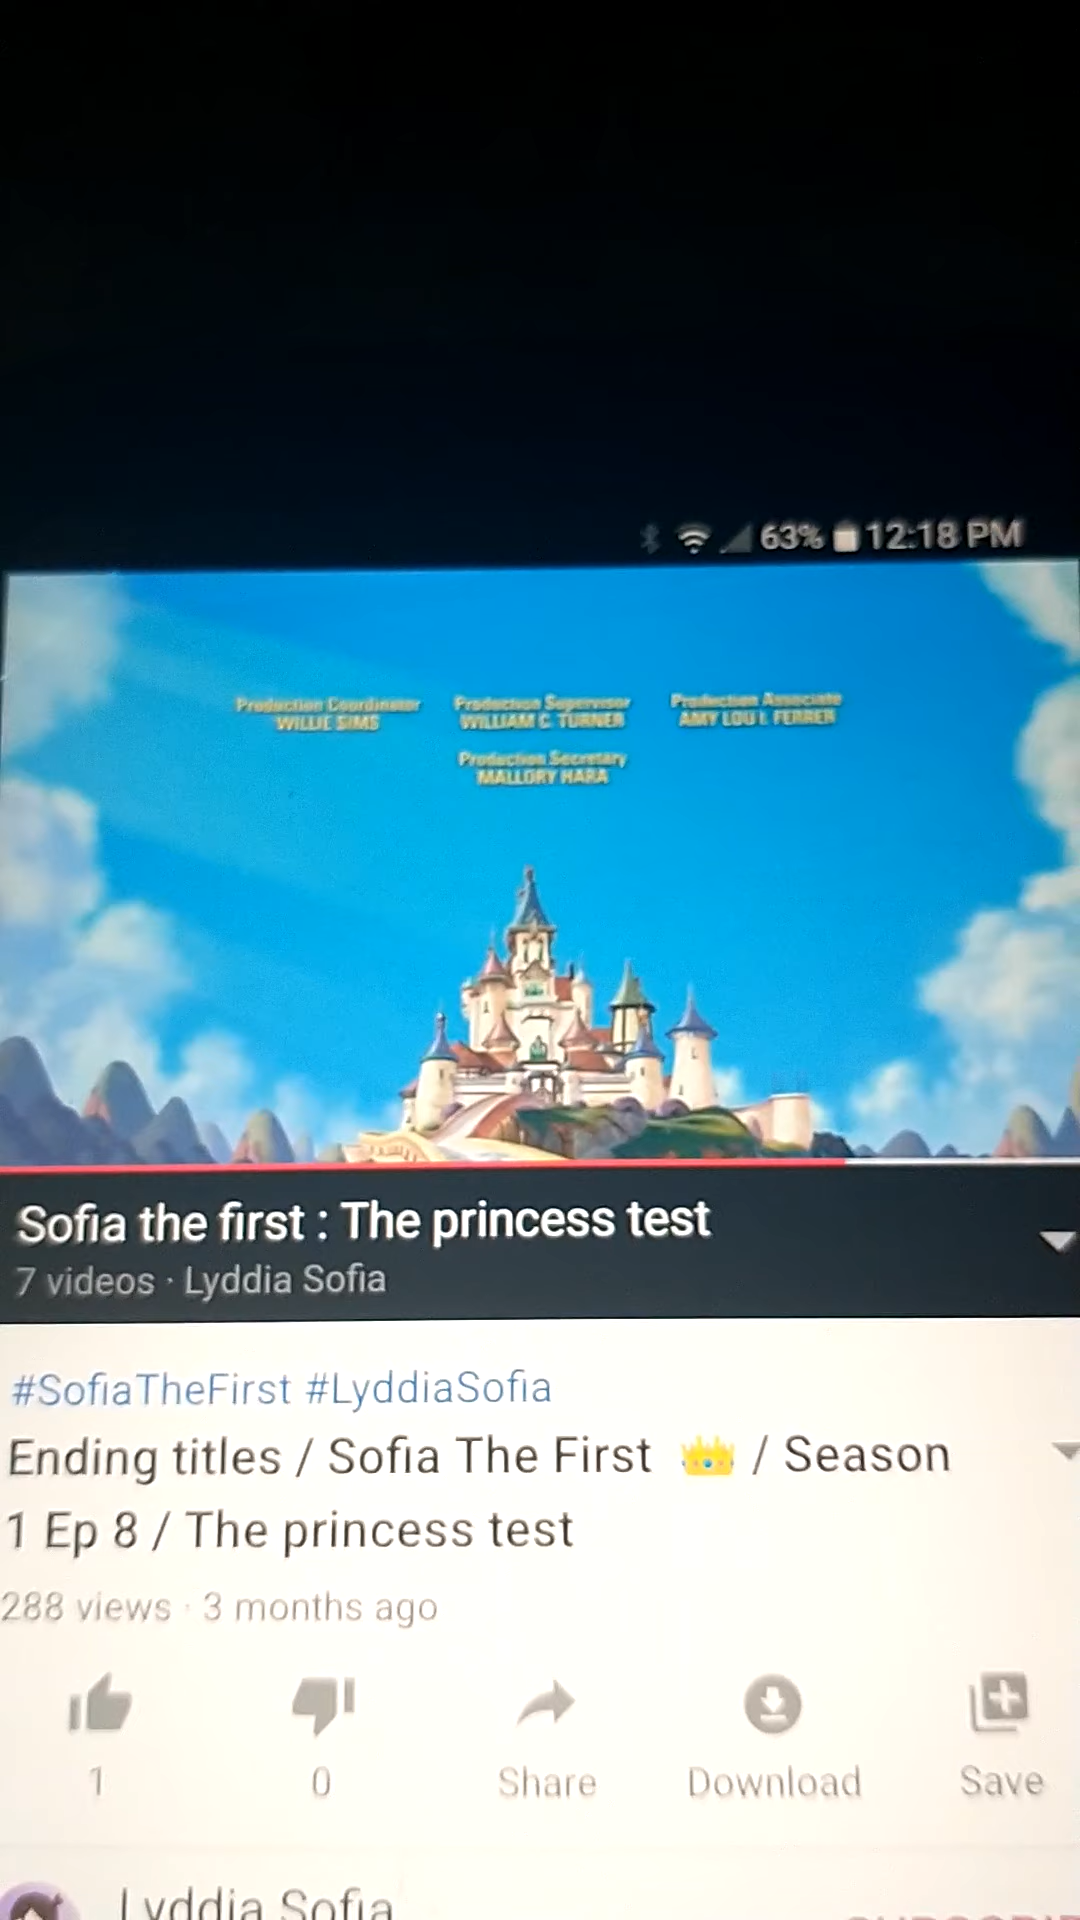 63% 12:18 PM
Production Coordinator Production Supervisor Production Associate
WILLIE SIMS WILLIAM C. TURNER AMY LOU I. FERRER
Production Secretary
MALLORY HARA
Sofia the first : The princess test
7 videos · Lyddia Sofia
#SofiaTheFirst #LyddiaSofia
Ending titles / Sofia The First 👑 / Season
1 Ep 8 / The princess test
288 views · 3 months ago
1 0 Share Download Save
Lyddia Sofia